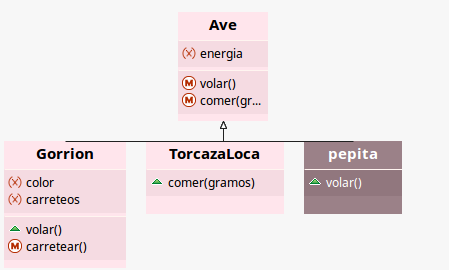 Ave
(x) energia
M volar()
M comer(gr...
Gorrion
(x) color
(x) carreteos
volar()
M carretear()
TorcazaLoca
comer(gramos)
pepita
volar()